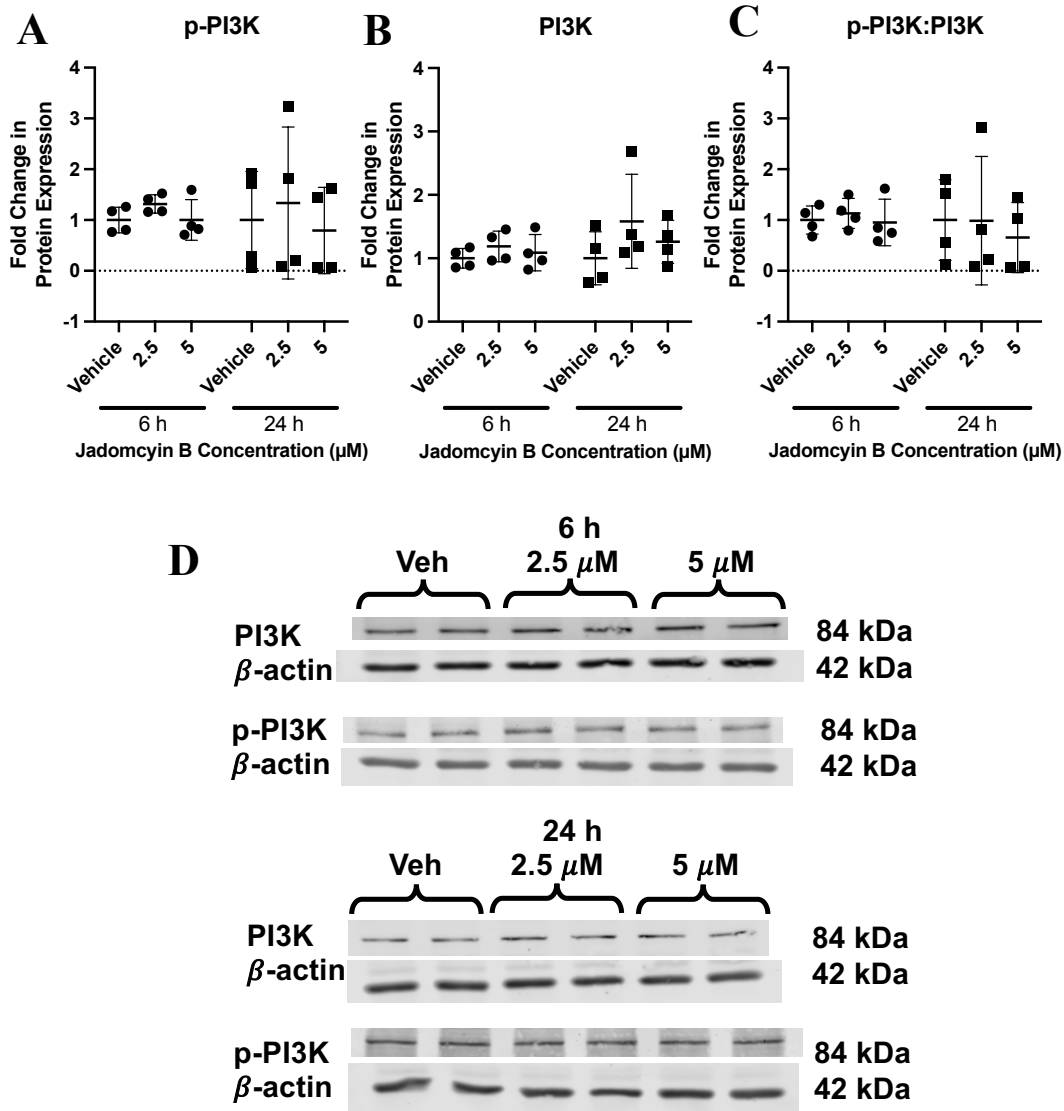 A
p-PI3K
Fold Change in
Protein Expression
4
3
2
1
0
-1
Vehicle
2.5
5
Vehicle
2.5
5
6 h
24 h
Jadomcyin B Concentration (µM)
B
PI3K
Fold Change in
Protein Expression
4
3
2
1
0
Vehicle
2.5
5
Vehicle
2.5
5
6 h
24 h
Jadomcyin B Concentration (µM)
C
p-PI3K:PI3K
Fold Change in
Protein Expression
4
3
2
1
0
-1
Vehicle
2.5
5
Vehicle
2.5
5
6 h
24 h
Jadomcyin B Concentration (µM)
D
6 h
Veh 2.5 µM 5 µM
PI3K 84 kDa
β-actin 42 kDa
p-PI3K 84 kDa
β-actin 42 kDa
24 h
Veh 2.5 µM 5 µM
PI3K 84 kDa
β-actin 42 kDa
p-PI3K 84 kDa
β-actin 42 kDa